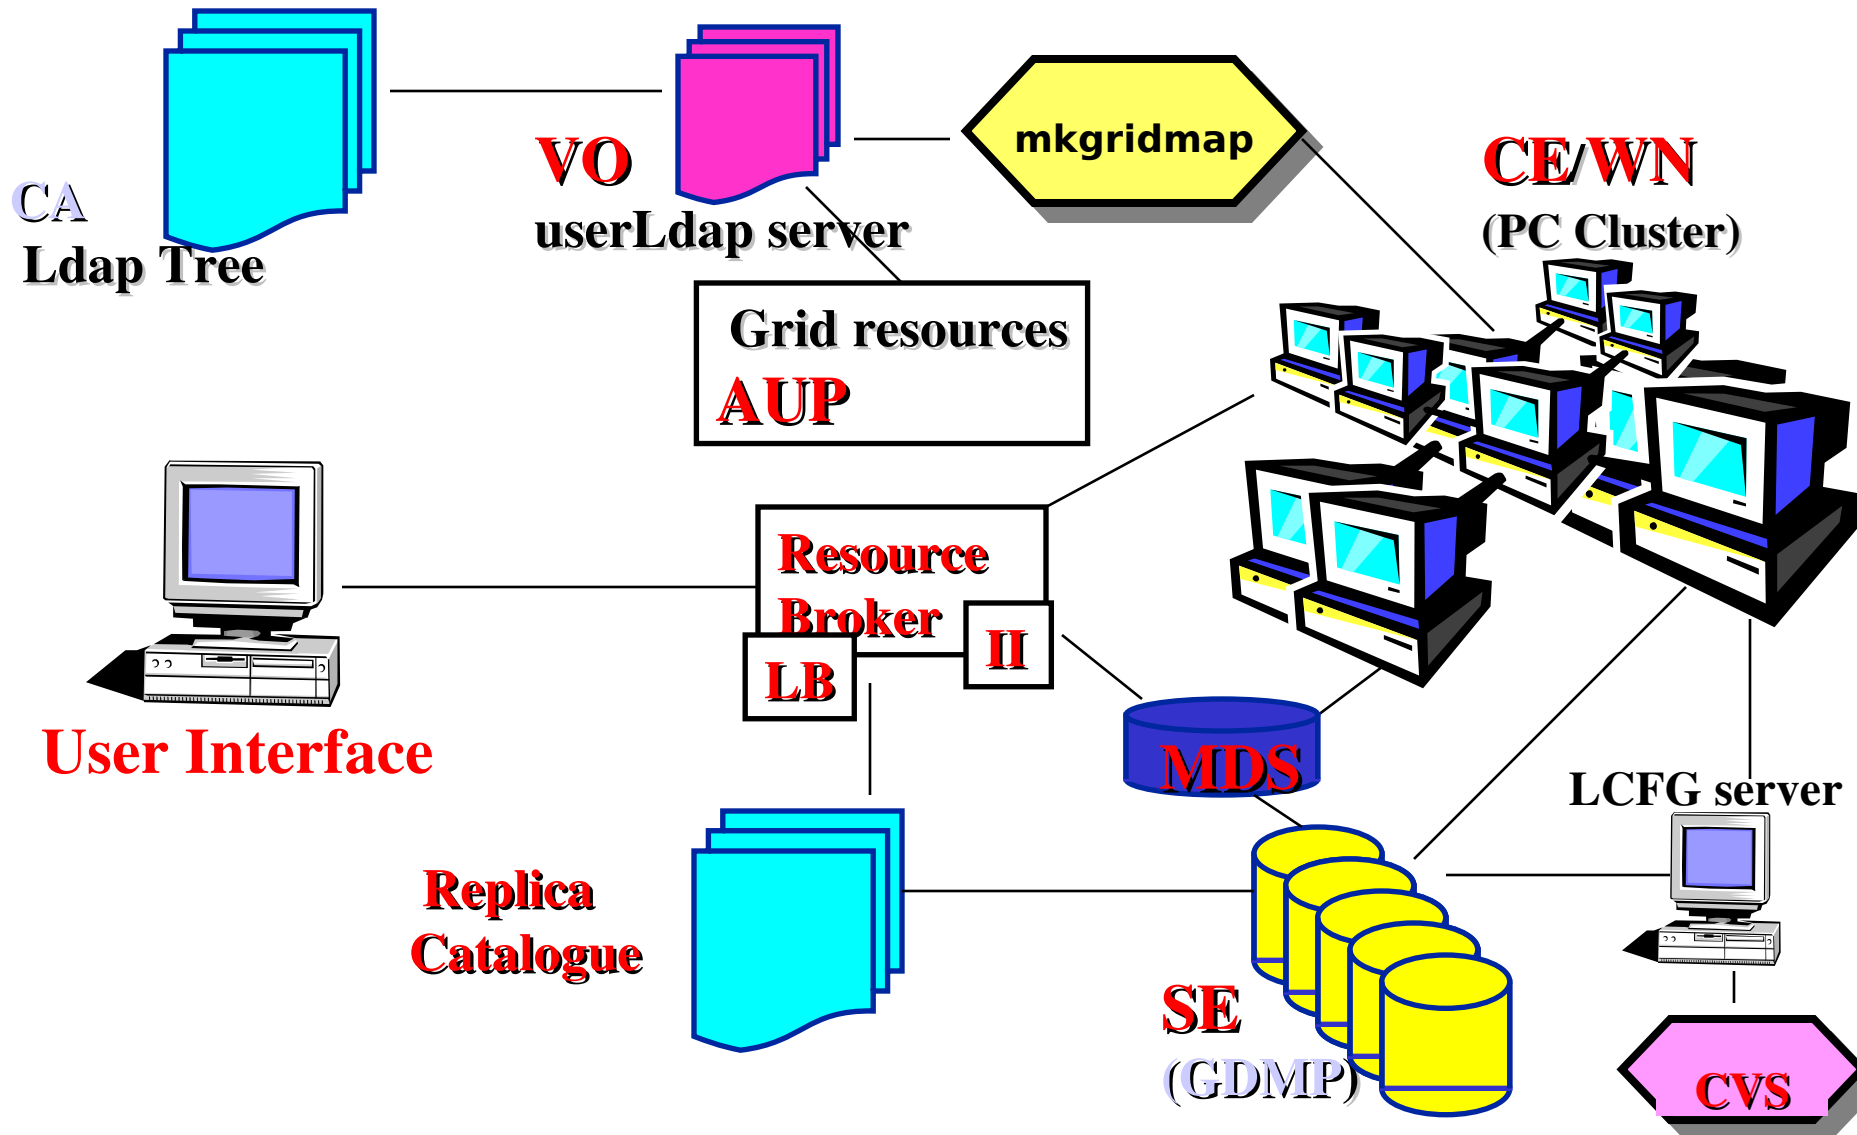 CA
Ldap Tree
VO
userLdap server
mkgridmap
CE/WN
(PC Cluster)
Grid resources
AUP
Resource
Broker
II
LB
User Interface
MDS
LCFG server
Replica
Catalogue
SE
(GDMP)
CVS